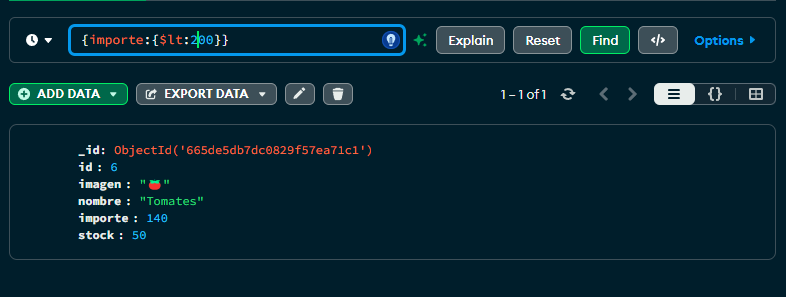 {importe:{$lt:200}}
Explain Reset Find </> Options
ADD DATA EXPORT DATA 1 – 1 of 1 {}
_id: ObjectId('665de5db7dc0829f57ea71c1')
id : 6
imagen : "🍅"
nombre : "Tomates"
importe : 140
stock : 50